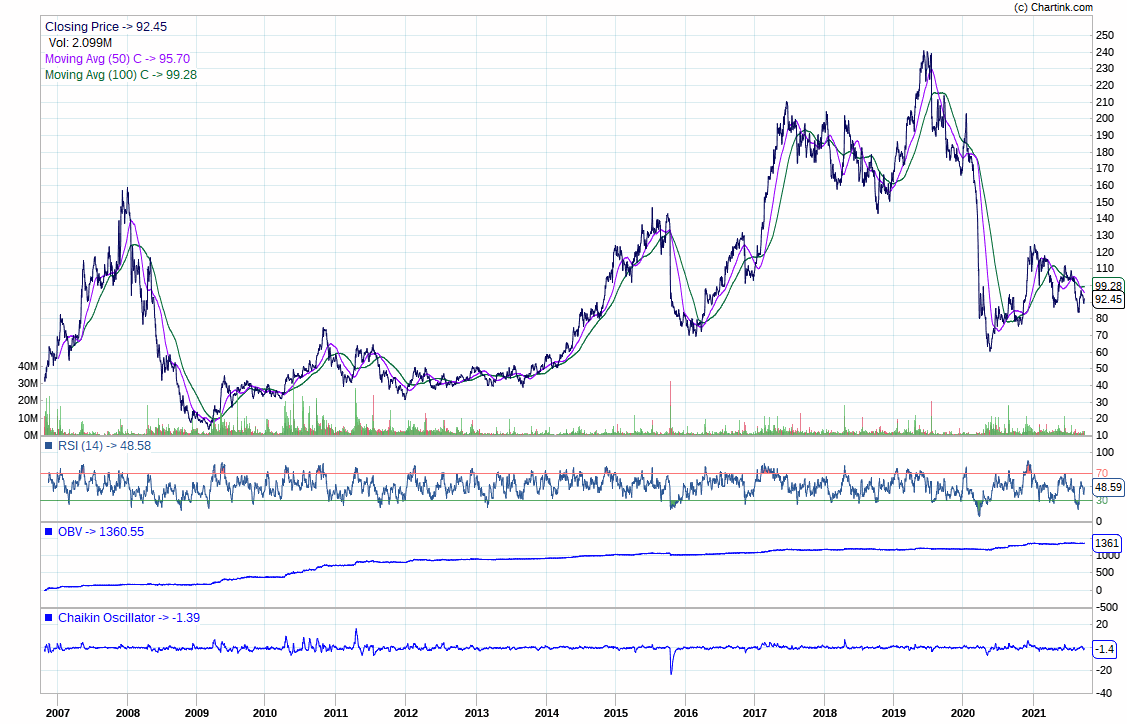 (c) Chartink.com
Closing Price -> 92.45
Vol: 2.099M
Moving Avg (50) C -> 95.70
Moving Avg (100) C -> 99.28
250
240
230
220
210
200
190
180
170
160
150
140
130
120
110
99.28
92.45
80
70
60
50
40
30
20
10
40M
30M
20M
10M
0M
RSI (14) -> 48.58
100
70
48.59
30
0
OBV -> 1360.55
1361
1000
500
0
-500
Chaikin Oscillator -> -1.39
20
-1.4
-20
-40
2007 2008 2009 2010 2011 2012 2013 2014 2015 2016 2017 2018 2019 2020 2021